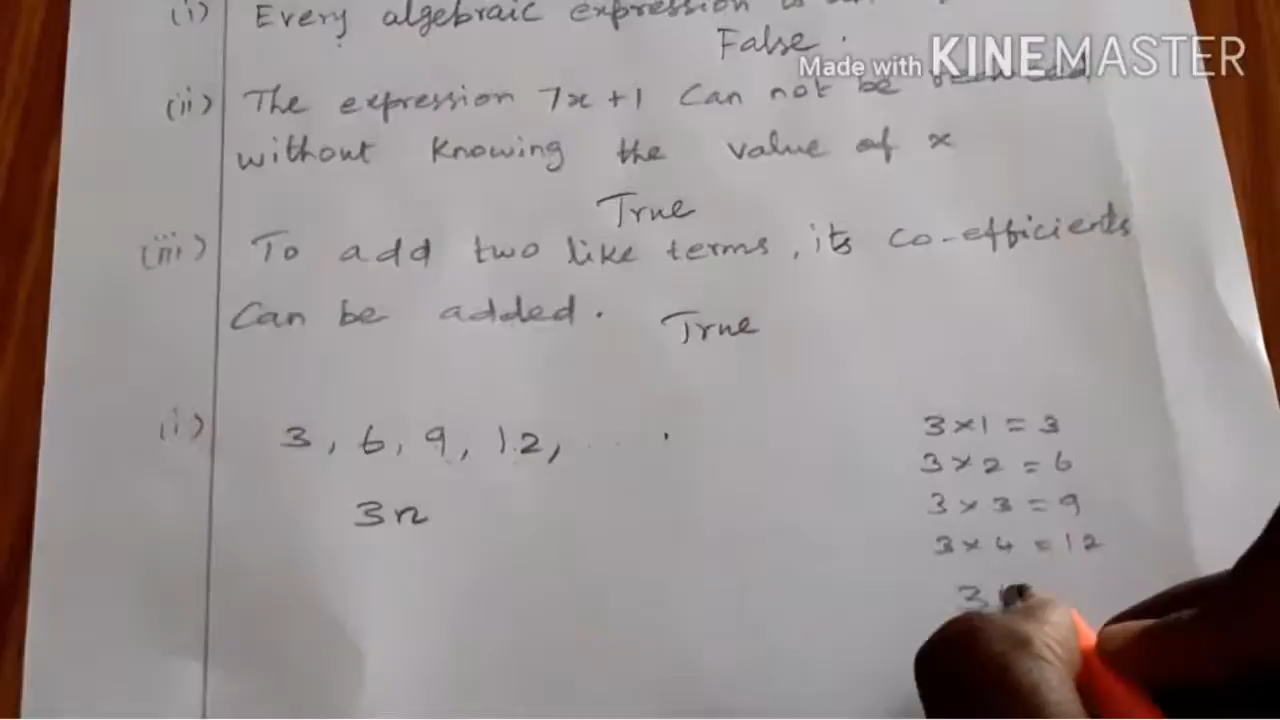 (i) Every algebraic expression is
False.
Made with KINEMASTER
(ii) The expression 7x+1 Can not be
without knowing the value of x
True
(iii) To add two like terms, its co-efficients
Can be added. True
(i) 3, 6, 9, 12, .....
3n
3×1 = 3
3×2 = 6
3×3 = 9
3×4 = 12
3